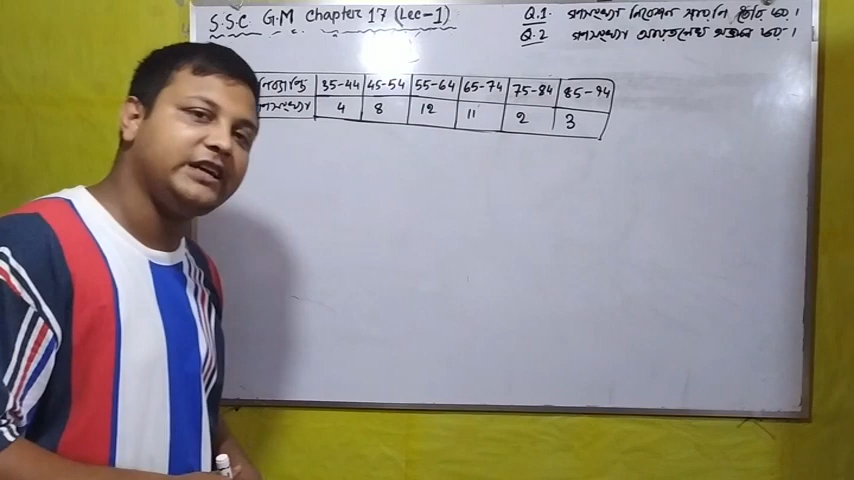 S.S.C G.M Chapter 17 (Lec-1)
Q.1. গণসংখ্যা নিবেশন সারণি তৈরি কর।
Q.2 গণসংখ্যা আয়তলেখ অঙ্কন কর।
35-44 45-54 55-64 65-74 75-84 85-94
গণসংখ্যা 4 8 12 11 2 3